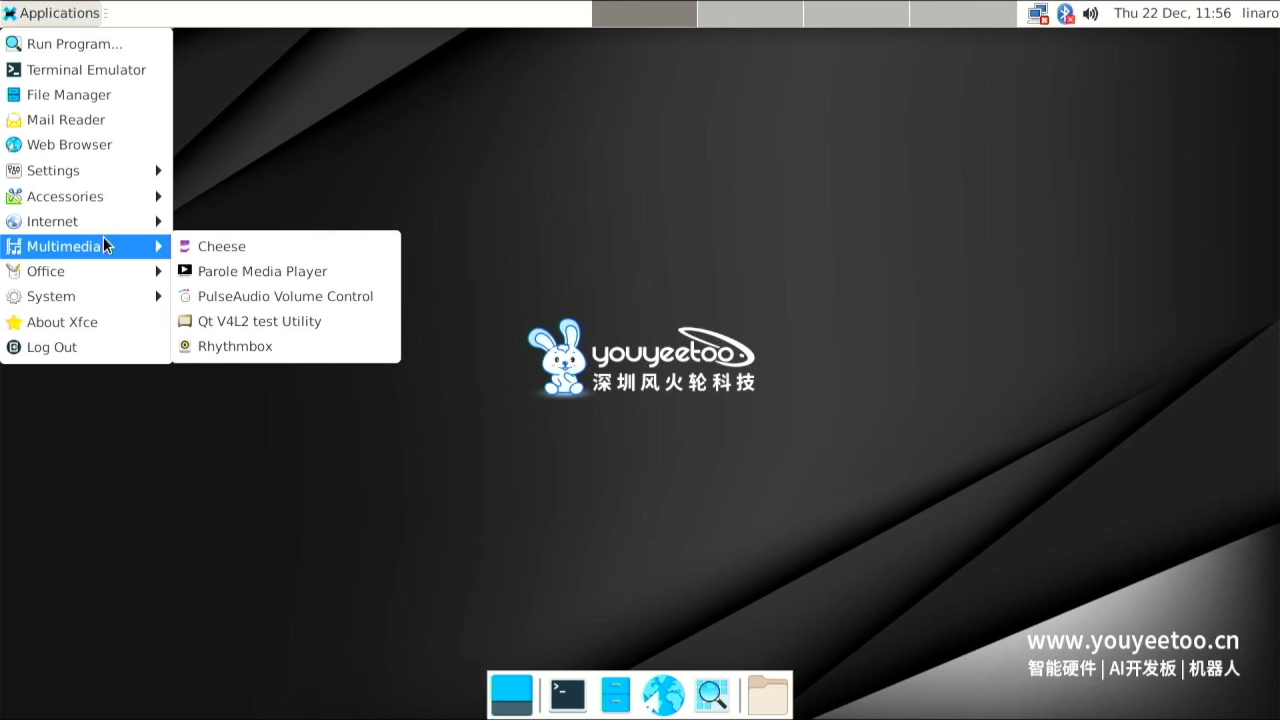 Applications
Thu 22 Dec, 11:56 linaro
Run Program...
Terminal Emulator
File Manager
Mail Reader
Web Browser
Settings
Accessories
Internet
Multimedia
Office
System
About Xfce
Log Out
Cheese
Parole Media Player
PulseAudio Volume Control
Qt V4L2 test Utility
Rhythmbox
youyeetoo
深圳风火轮科技
www.youyeetoo.cn
智能硬件 | AI开发板 | 机器人